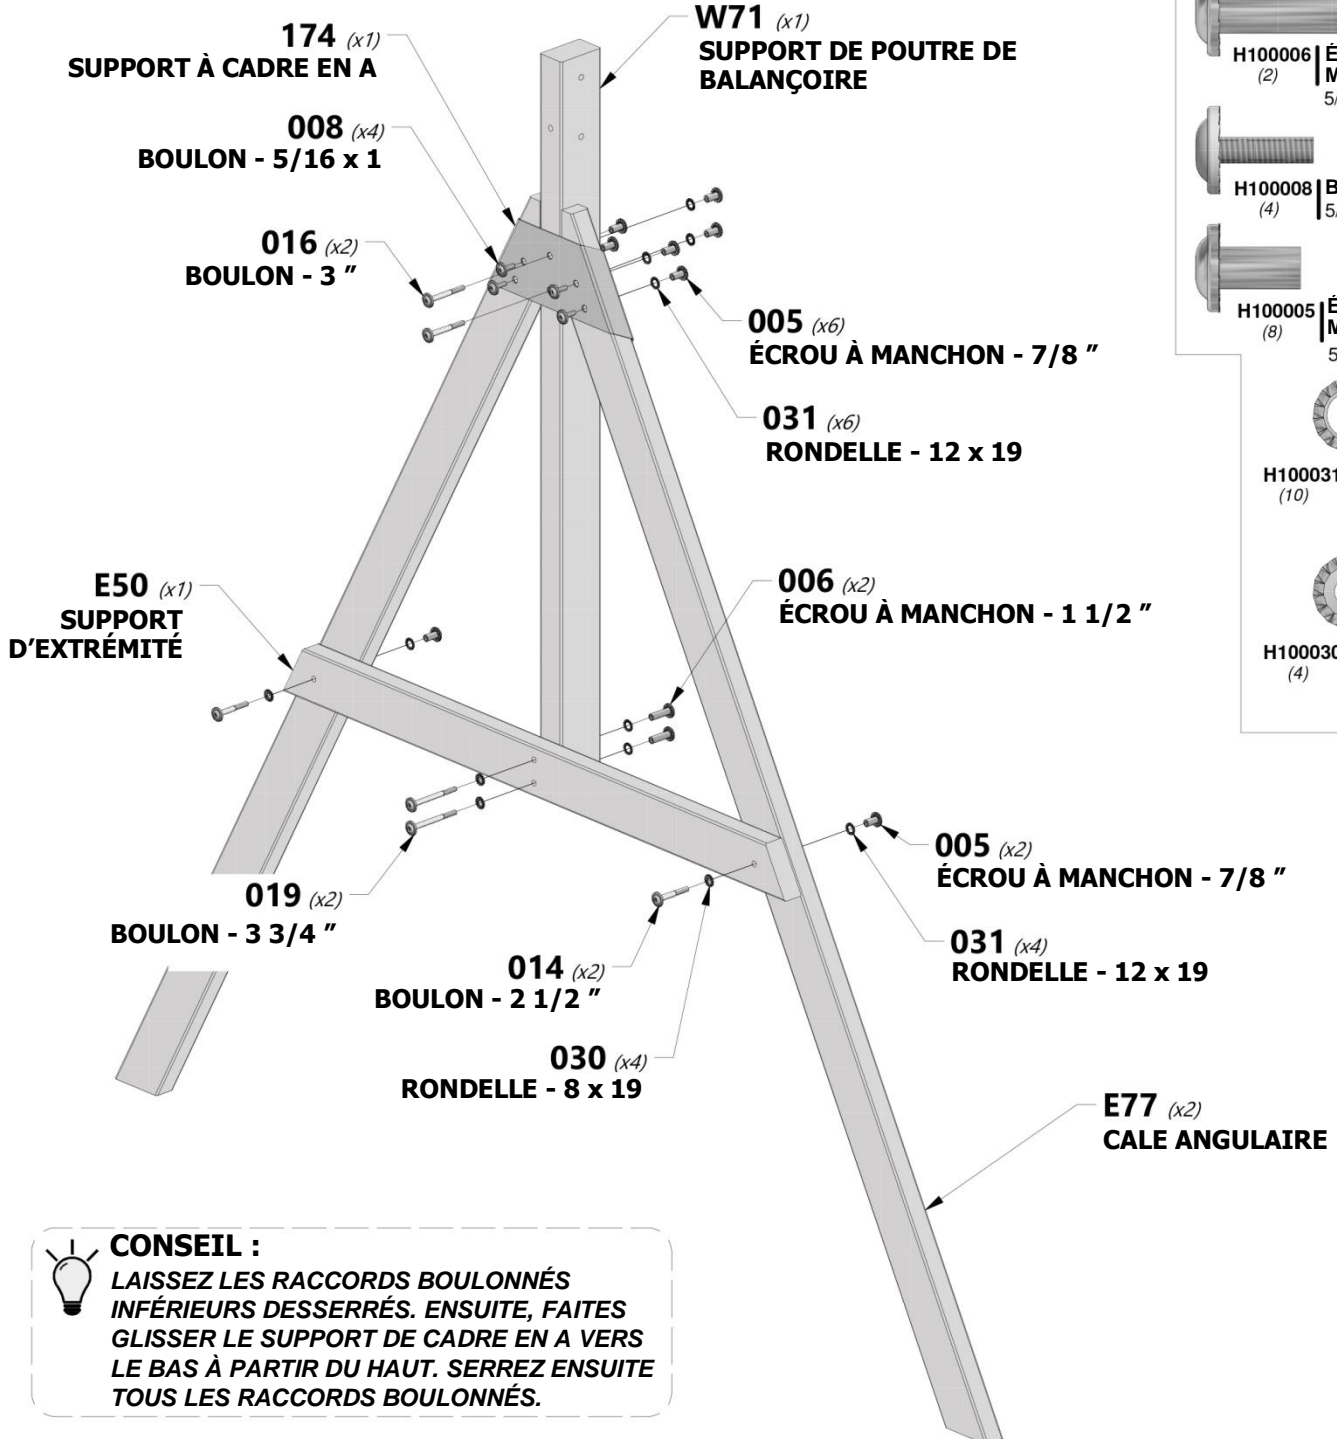 174 (x1)
SUPPORT À CADRE EN A
W71 (x1)
SUPPORT DE POUTRE DE
BALANÇOIRE
008 (x4)
BOULON - 5/16 x 1
016 (x2)
BOULON - 3 "
005 (x6)
ÉCROU À MANCHON - 7/8 "
031 (x6)
RONDELLE - 12 x 19
E50 (x1)
SUPPORT
D'EXTRÉMITÉ
006 (x2)
ÉCROU À MANCHON - 1 1/2 "
019 (x2)
BOULON - 3 3/4 "
005 (x2)
ÉCROU À MANCHON - 7/8 "
014 (x2)
BOULON - 2 1/2 "
031 (x4)
RONDELLE - 12 x 19
030 (x4)
RONDELLE - 8 x 19
E77 (x2)
CALE ANGULAIRE
H100006
(2)
H100008
(4)
H100005
(8)
H100031
(10)
H100030
(4)
CONSEIL :
LAISSEZ LES RACCORDS BOULONNÉS
INFÉRIEURS DESSERRÉS. ENSUITE, FAITES
GLISSER LE SUPPORT DE CADRE EN A VERS
LE BAS À PARTIR DU HAUT. SERREZ ENSUITE
TOUS LES RACCORDS BOULONNÉS.